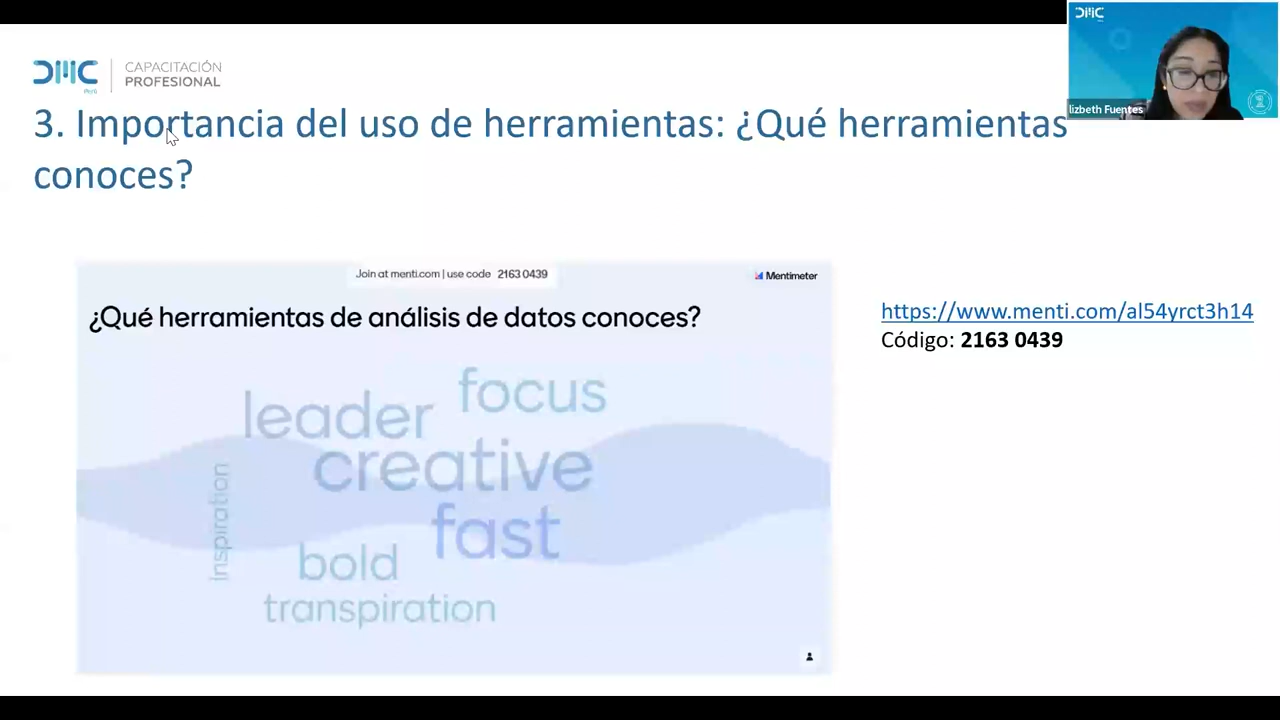 DMC
Perú
CAPACITACIÓN
PROFESIONAL
DMC
lizbeth Fuentes
3. Importancia del uso de herramientas: ¿Qué herramientas
conoces?
Join at menti.com | use code 2163 0439
Mentimeter
¿Qué herramientas de análisis de datos conoces?
focus
leader
creative
inspiration
fast
bold
transpiration
https://www.menti.com/al54yrct3h14
Código: 2163 0439